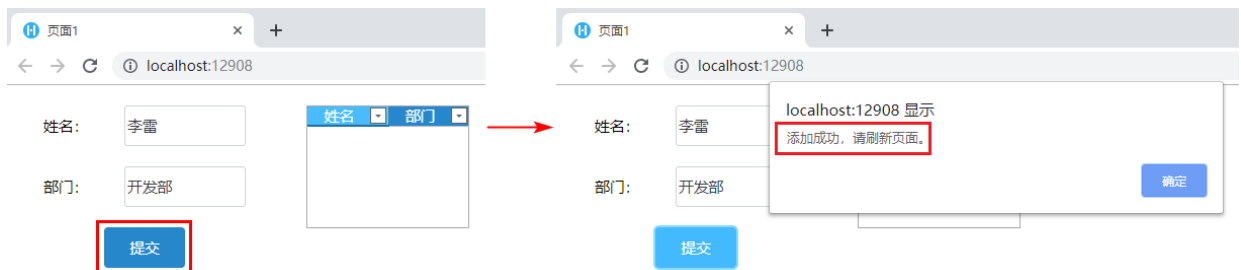 页面1
localhost:12908
姓名:
李雷
姓名 部门
部门:
开发部
提交
页面1
localhost:12908
localhost:12908 显示
添加成功，请刷新页面。
确定
姓名:
李雷
部门:
开发部
提交